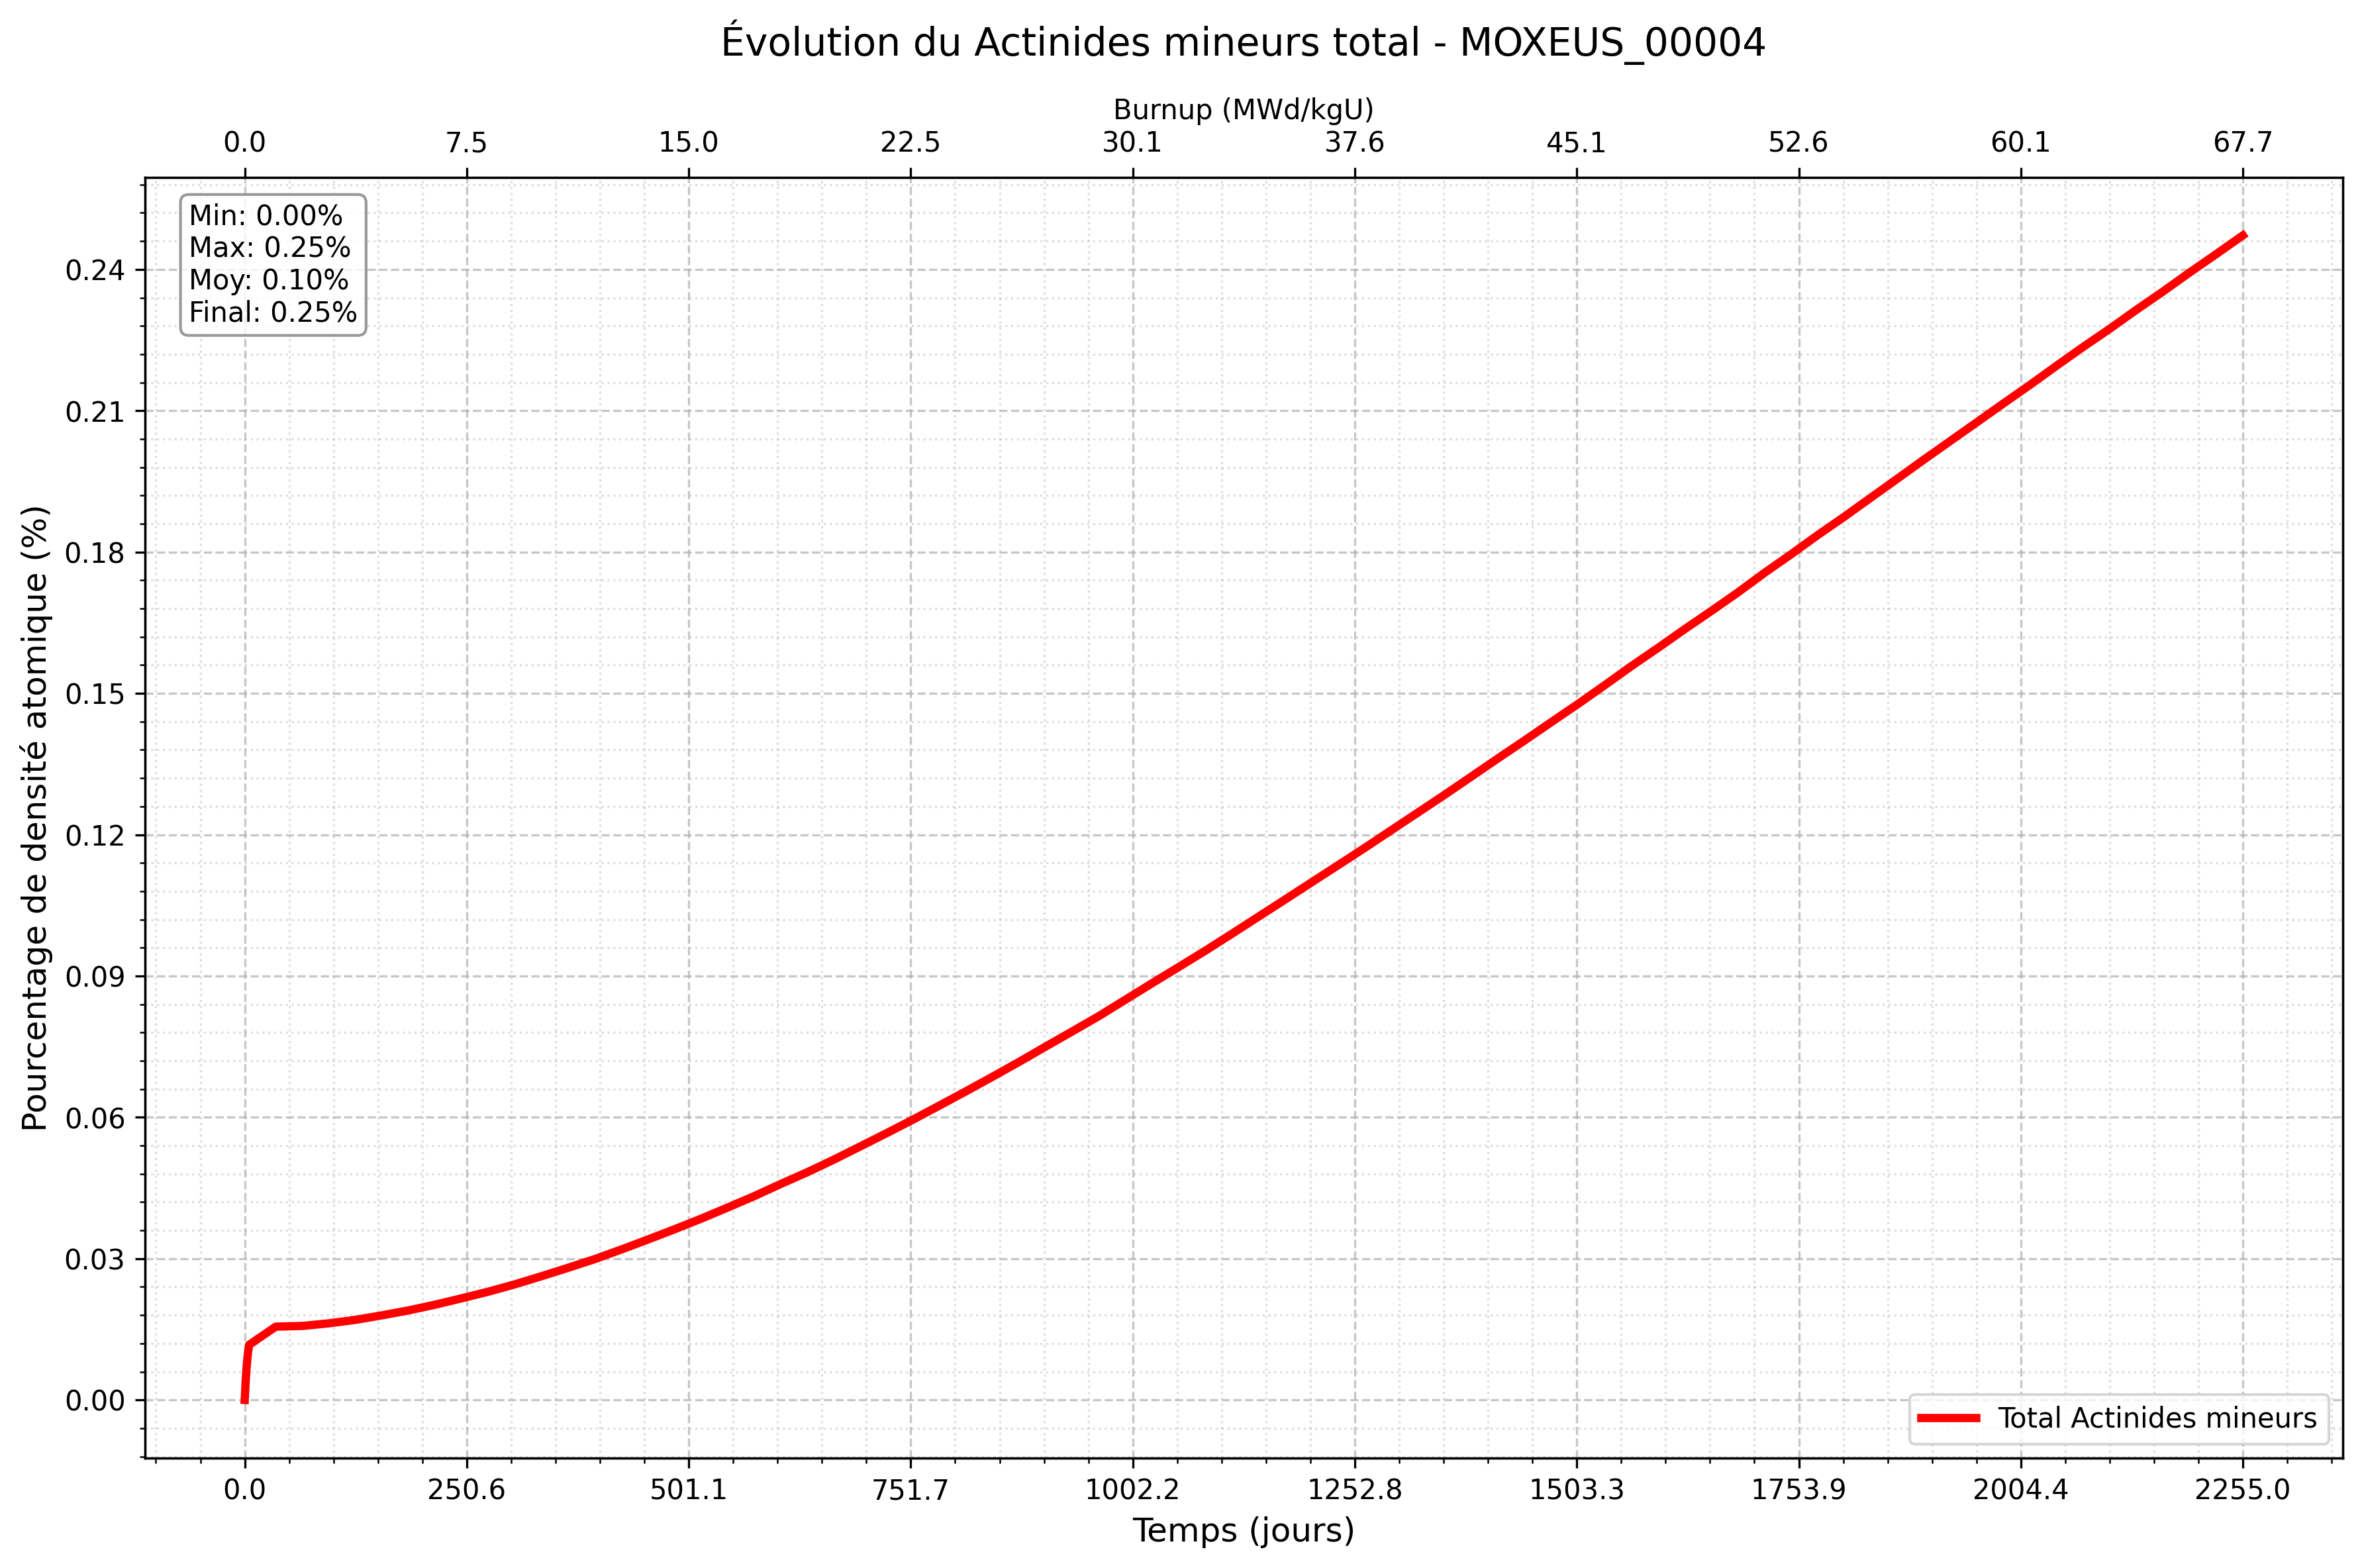 Évolution du Actinides mineurs total - MOXEUS_00004
Burnup (MWd/kgU)
0.0 7.5 15.0 22.5 30.1 37.6 45.1 52.6 60.1 67.7
Min: 0.00%
Max: 0.25%
Moy: 0.10%
Final: 0.25%
Pourcentage de densité atomique (%)
0.24
0.21
0.18
0.15
0.12
0.09
0.06
0.03
0.00
Total Actinides mineurs
0.0 250.6 501.1 751.7 1002.2 1252.8 1503.3 1753.9 2004.4 2255.0
Temps (jours)